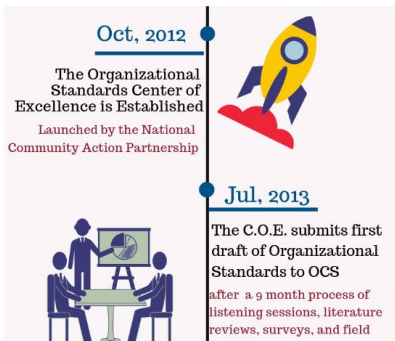 Oct, 2012
The Organizational
Standards Center of
Excellence is Established
Launched by the National
Community Action Partnership
Jul, 2013
The C.O.E. submits first
draft of Organizational
Standards to OCS
after a 9 month process of
listening sessions, literature
reviews, surveys, and field